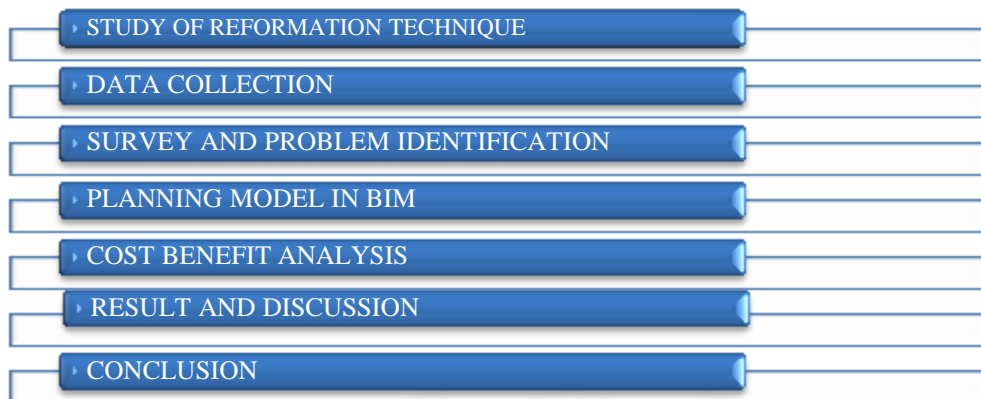 STUDY OF REFORMATION TECHNIQUE
DATA COLLECTION
SURVEY AND PROBLEM IDENTIFICATION
PLANNING MODEL IN BIM
COST BENEFIT ANALYSIS
RESULT AND DISCUSSION
CONCLUSION